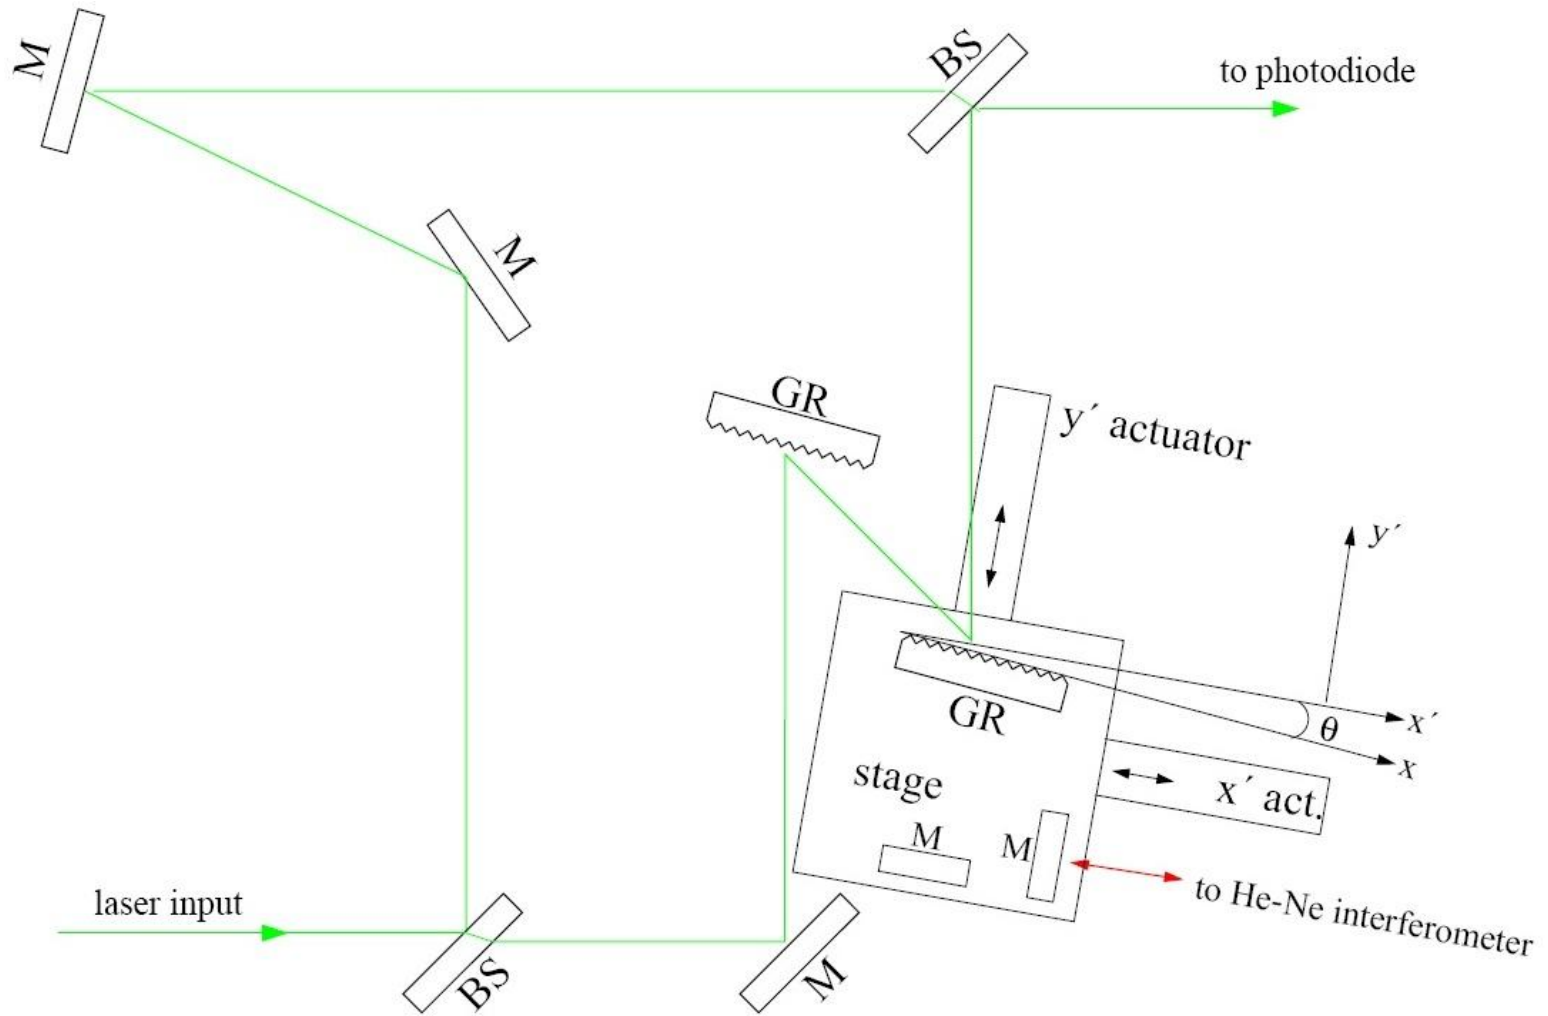 M
BS
to photodiode
M
GR
y´ actuator
y´
x´
θ
GR
x
stage
x´ act.
M
M
to He-Ne interferometer
laser input
BS
M